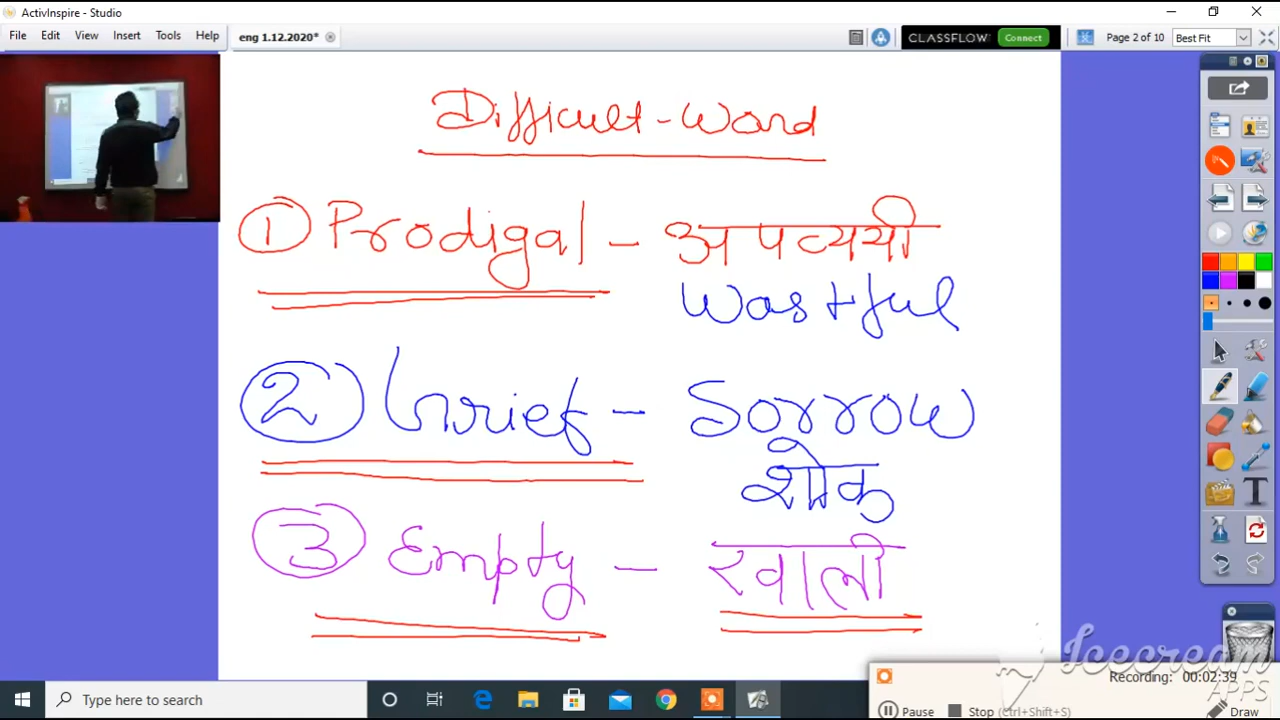 ActivInspire - Studio
File Edit View Insert Tools Help
eng 1.12.2020*
CLASSFLOW Connect
Page 2 of 10
Best Fit
Difficult-Word
① Prodigal - अपव्ययी
Wastful
② Grief - Sorrow
शोक
③ Empty - खाली
Icecream
APPS
Recording: 00:02:39
Pause
Stop (Ctrl+Shift+S)
Draw
Type here to search